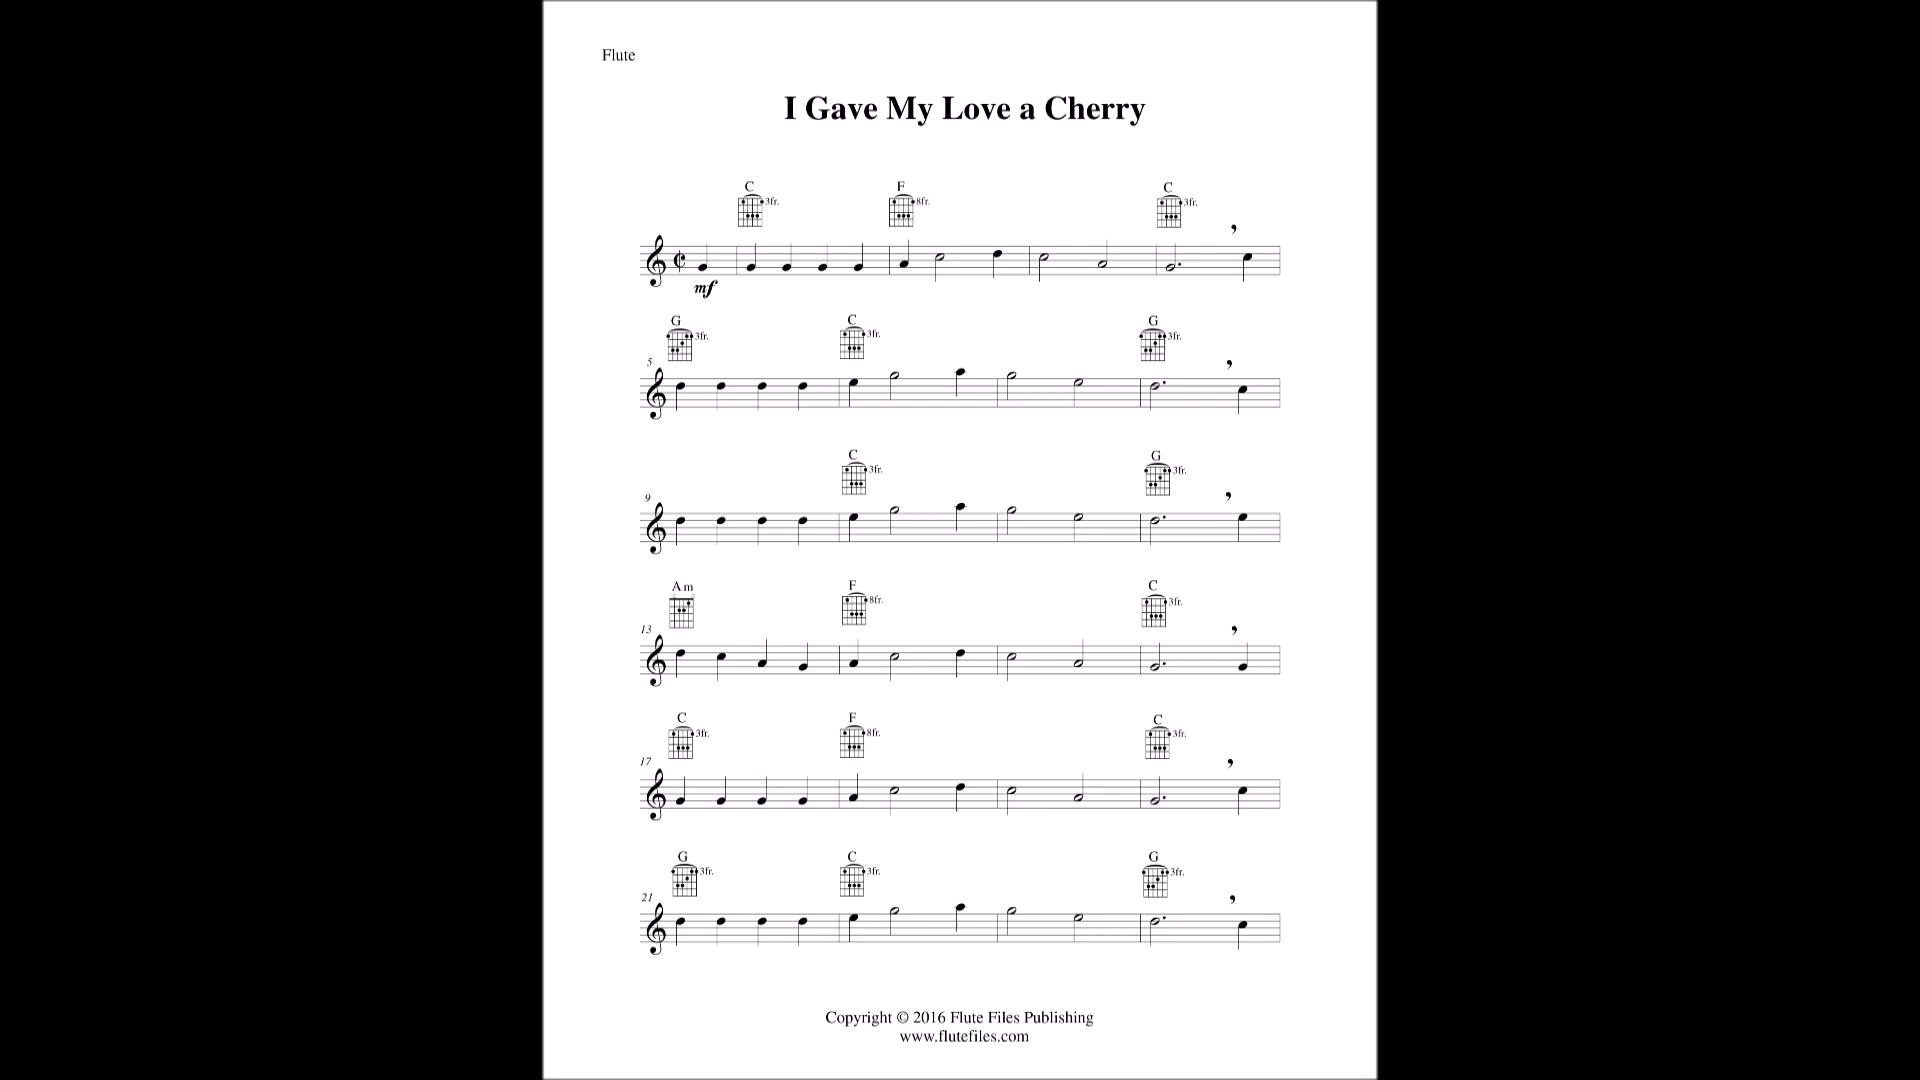 Flute
I Gave My Love a Cherry
C F C
3fr. 8fr. 3fr.
mf
G C G
3fr. 3fr. 3fr.
5
C G
3fr. 3fr.
9
Am F C
8fr. 3fr.
13
C F C
3fr. 8fr. 3fr.
17
G C G
3fr. 3fr. 3fr.
21
Copyright © 2016 Flute Files Publishing
www.flutefiles.com